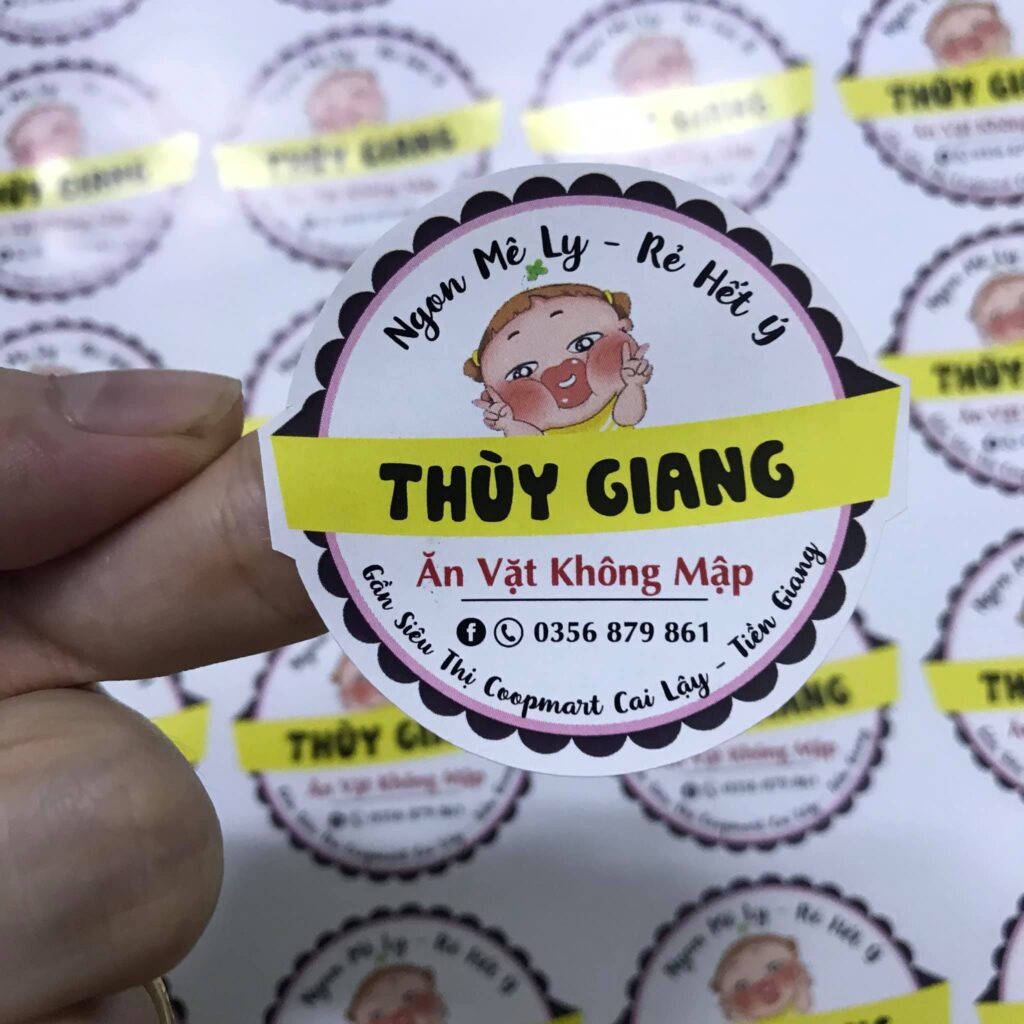 Ngon Mê Ly - Rẻ Hết ý
THÙY GIANG
Ăn Vặt Không Mập
0356 879 861
Gần Siêu Thị Coopmart Cai Lậy - Tiền Giang